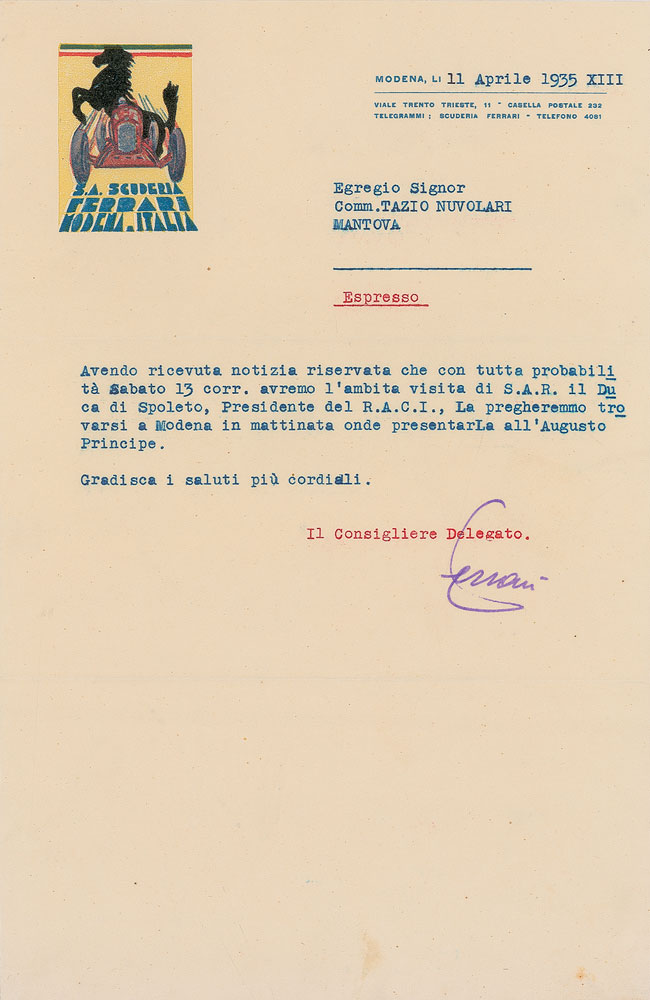 S.A. SCUDERIA
FERRARI
MODENA.ITALIA
MODENA, LI 11 Aprile 1935 XIII
VIALE TRENTO TRIESTE, 11 - CASELLA POSTALE 232
TELEGRAMMI: SCUDERIA FERRARI - TELEFONO 4081
Egregio Signor
Comm.TAZIO NUVOLARI
MANTOVA
Espresso
Avendo ricevuta notizia riservata che con tutta probabili
tà Sabato 13 corr. avremo l'ambita visita di S.A.R. il Du
ca di Spoleto, Presidente del R.A.C.I., La pregheremmo tro
varsi a Modena in mattinata onde presentarLa all'Augusto
Principe.
Gradisca i saluti più cordiali.
Il Consigliere Delegato.
Ferrari